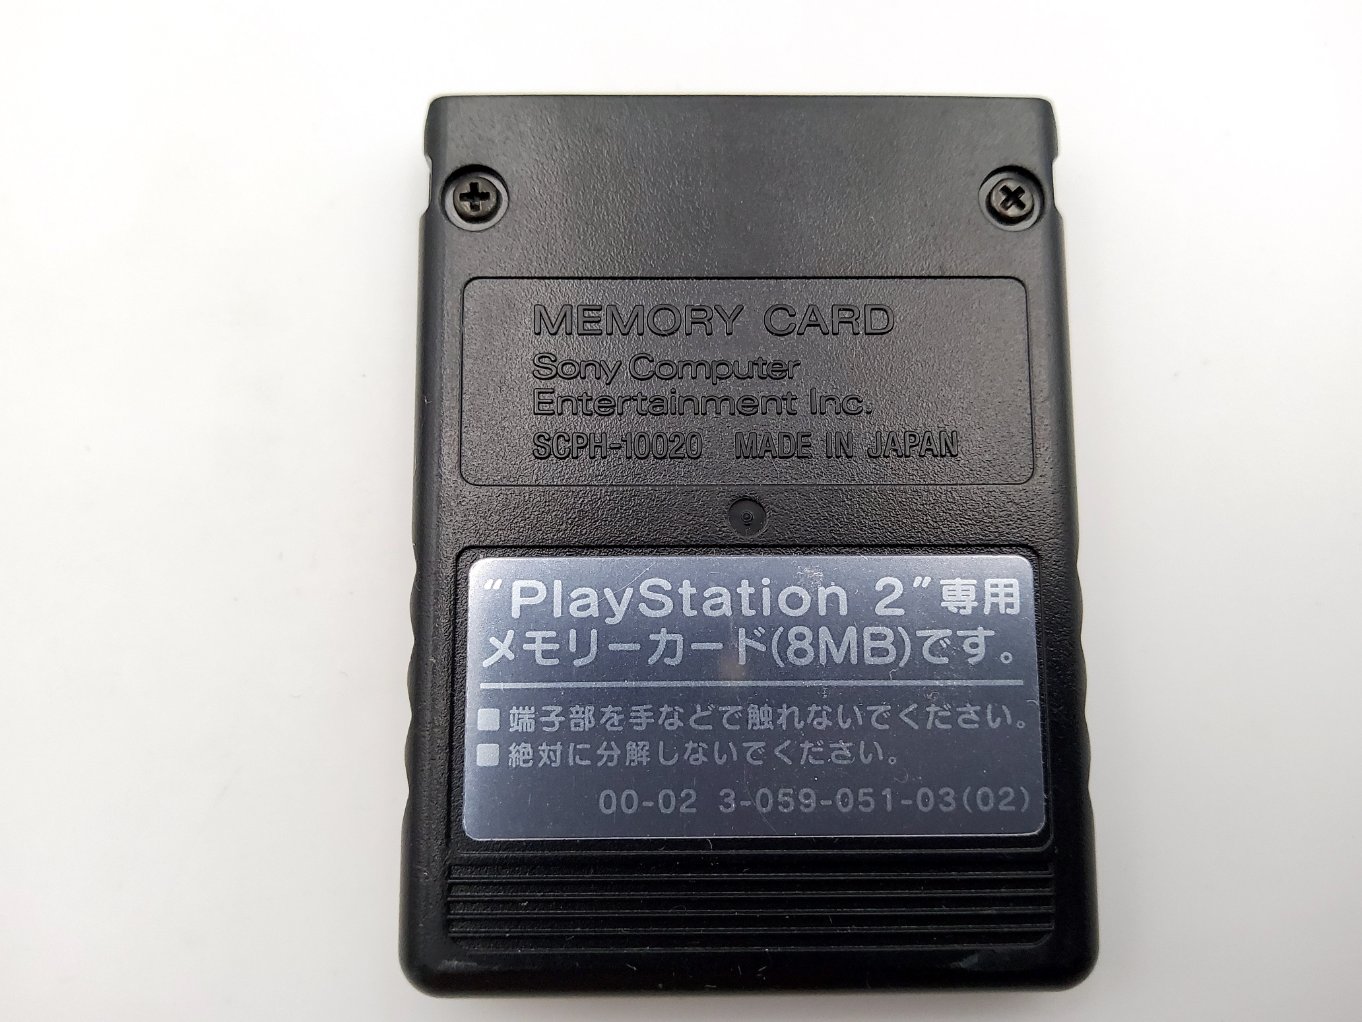 MEMORY CARD
Sony Computer
Entertainment Inc.
SCPH-10020 MADE IN JAPAN
“PlayStation 2”専用
メモリーカード(8MB)です。
■端子部を手などで触れないでください。
■絶対に分解しないでください。
00-02 3-059-051-03(02)